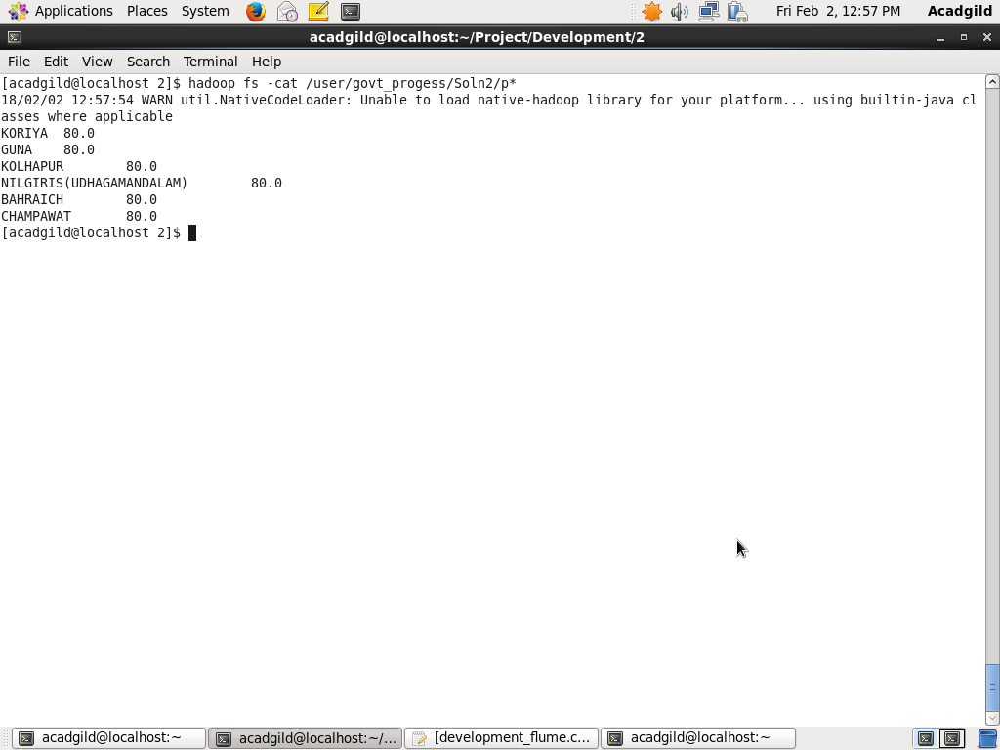 Applications Places System Fri Feb 2, 12:57 PM Acadgild
acadgild@localhost:~/Project/Development/2
File Edit View Search Terminal Help
[acadgild@localhost 2]$ hadoop fs -cat /user/govt_progess/Soln2/p*
18/02/02 12:57:54 WARN util.NativeCodeLoader: Unable to load native-hadoop library for your platform... using builtin-java cl
asses where applicable
KORIYA 80.0
GUNA 80.0
KOLHAPUR 80.0
NILGIRIS(UDHAGAMANDALAM) 80.0
BAHRAICH 80.0
CHAMPAWAT 80.0
[acadgild@localhost 2]$
acadgild@localhost:~ acadgild@localhost:~/... [development_flume.c... acadgild@localhost:~